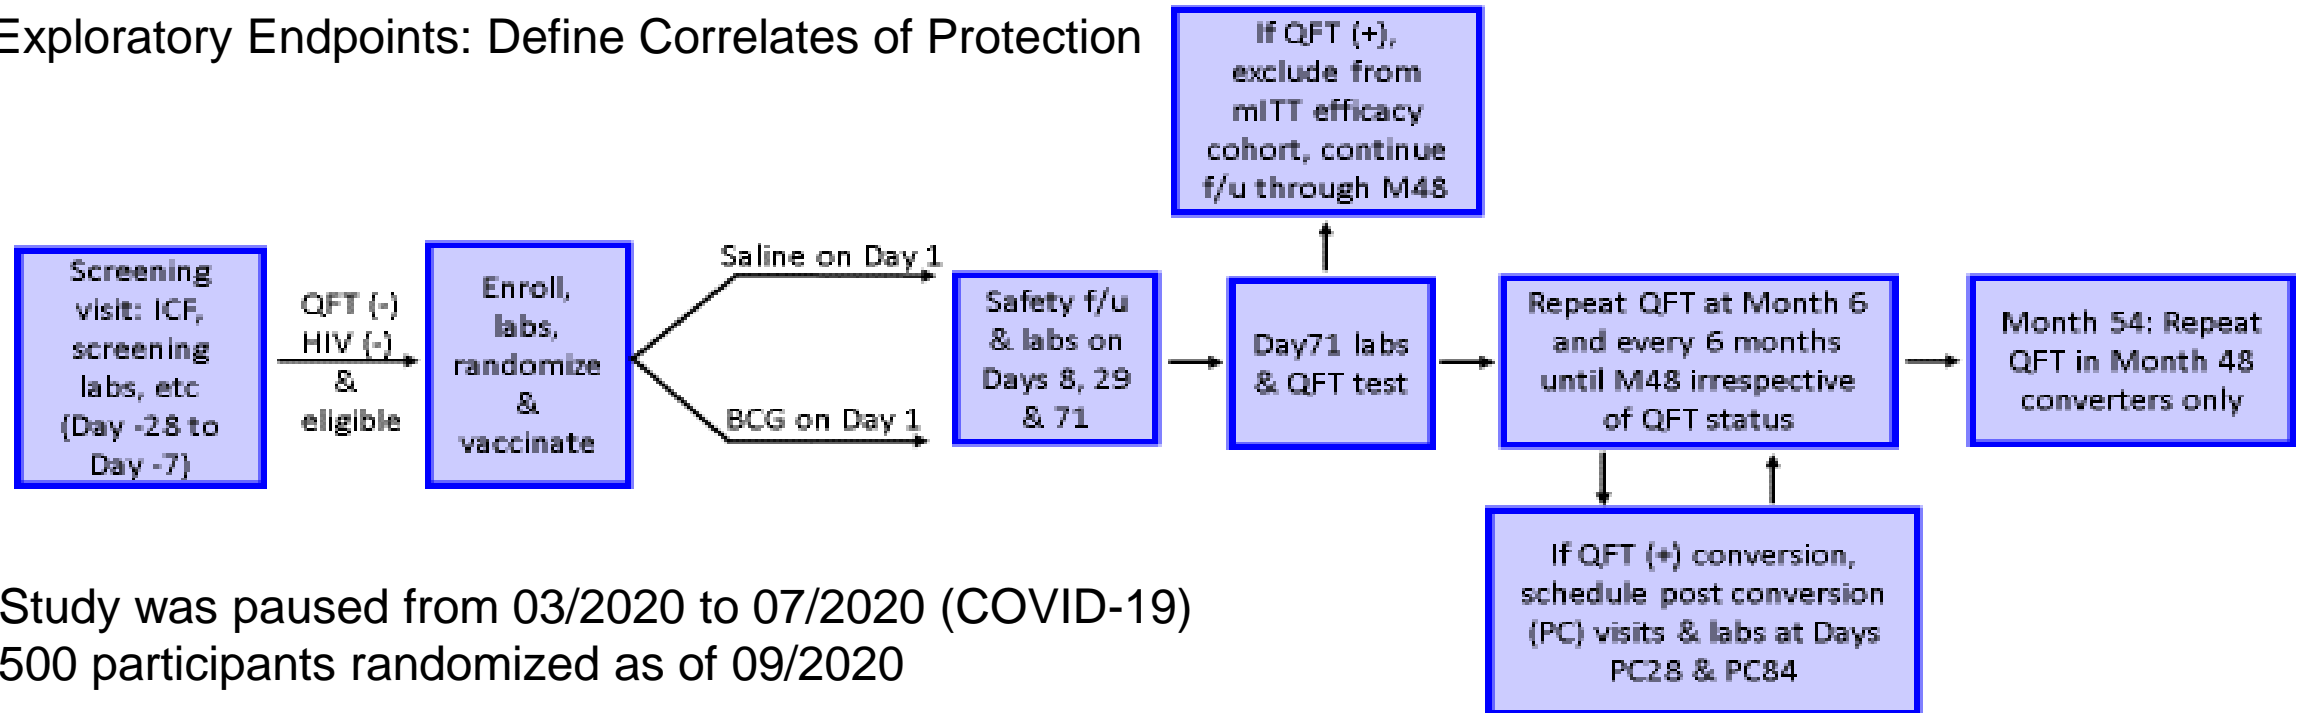 Exploratory Endpoints: Define Correlates of Protection
If QFT (+),
exclude from
mITT efficacy
cohort, continue
f/u through M48
Screening
visit: ICF,
screening
labs, etc
(Day -28 to
Day -7)
QFT (-)
HIV (-)
&
eligible
Enroll,
labs,
randomize
&
vaccinate
Saline on Day 1
BCG on Day 1
Safety f/u
& labs on
Days 8, 29
& 71
Day71 labs
& QFT test
Repeat QFT at Month 6
and every 6 months
until M48 irrespective
of QFT status
Month 54: Repeat
QFT in Month 48
converters only
If QFT (+) conversion,
schedule post conversion
(PC) visits & labs at Days
PC28 & PC84
Study was paused from 03/2020 to 07/2020 (COVID-19)
500 participants randomized as of 09/2020